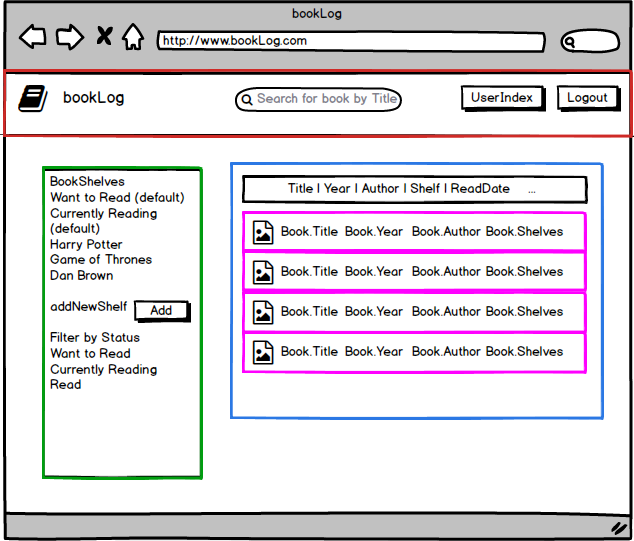 bookLog
http://www.bookLog.com
bookLog
Search for book by Title
UserIndex
Logout
BookShelves
Want to Read (default)
Currently Reading
(default)
Harry Potter
Game of Thrones
Dan Brown
addNewShelf
Add
Filter by Status
Want to Read
Currently Reading
Read
Title | Year | Author | Shelf | ReadDate ...
Book.Title Book.Year Book.Author Book.Shelves
Book.Title Book.Year Book.Author Book.Shelves
Book.Title Book.Year Book.Author Book.Shelves
Book.Title Book.Year Book.Author Book.Shelves